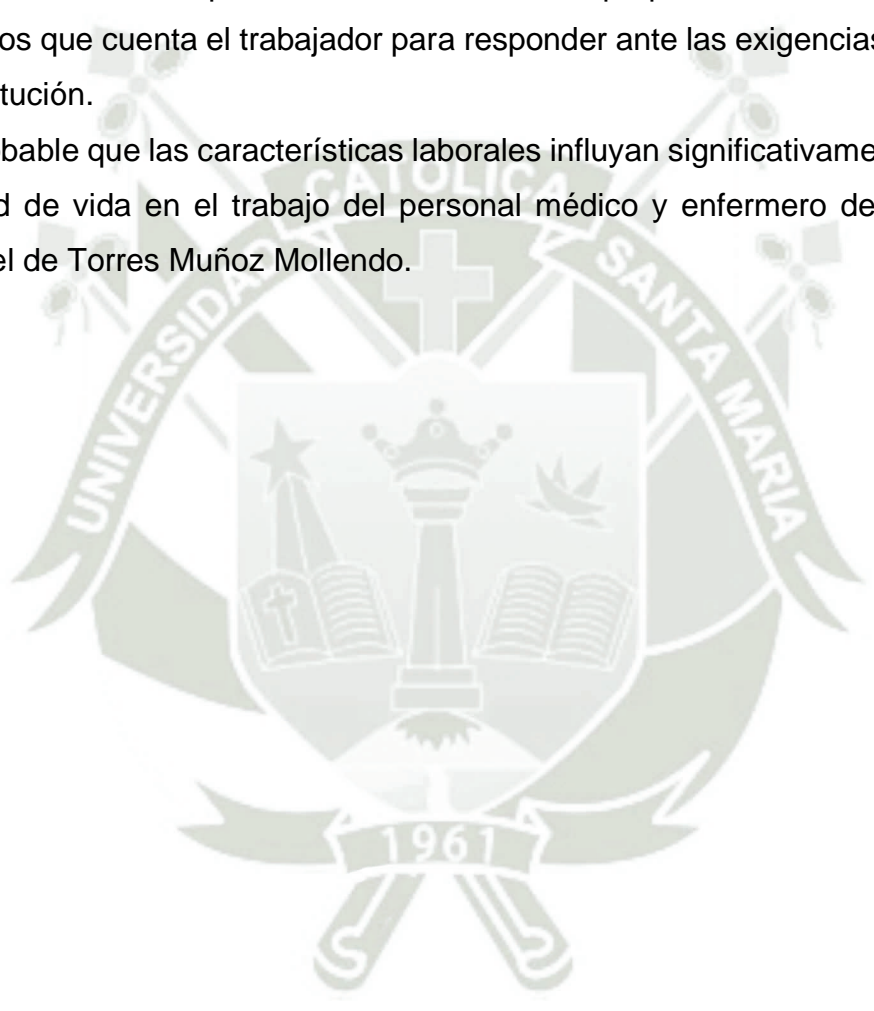 os que cuenta el trabajador para responder ante las exigencias
titución.
bable que las características laborales influyan significativame
d de vida en el trabajo del personal médico y enfermero de
el de Torres Muñoz Mollendo.
UNIVERSIDAD CATOLICA SANTA MARIA
1961